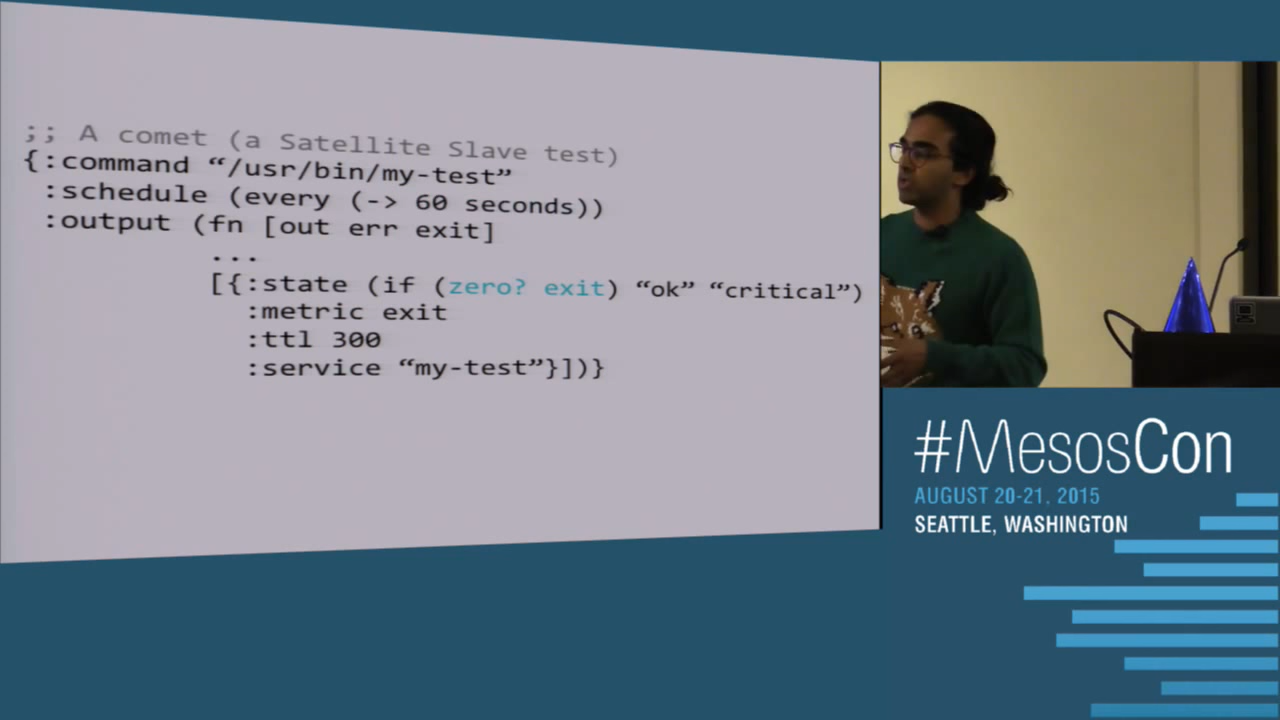 ;; A comet (a Satellite Slave test)
{:command “/usr/bin/my-test”
:schedule (every (-> 60 seconds))
:output (fn [out err exit]
...
[{:state (if (zero? exit) “ok” “critical”)
:metric exit
:ttl 300
:service “my-test”}])}
#MesosCon
AUGUST 20-21, 2015
SEATTLE, WASHINGTON